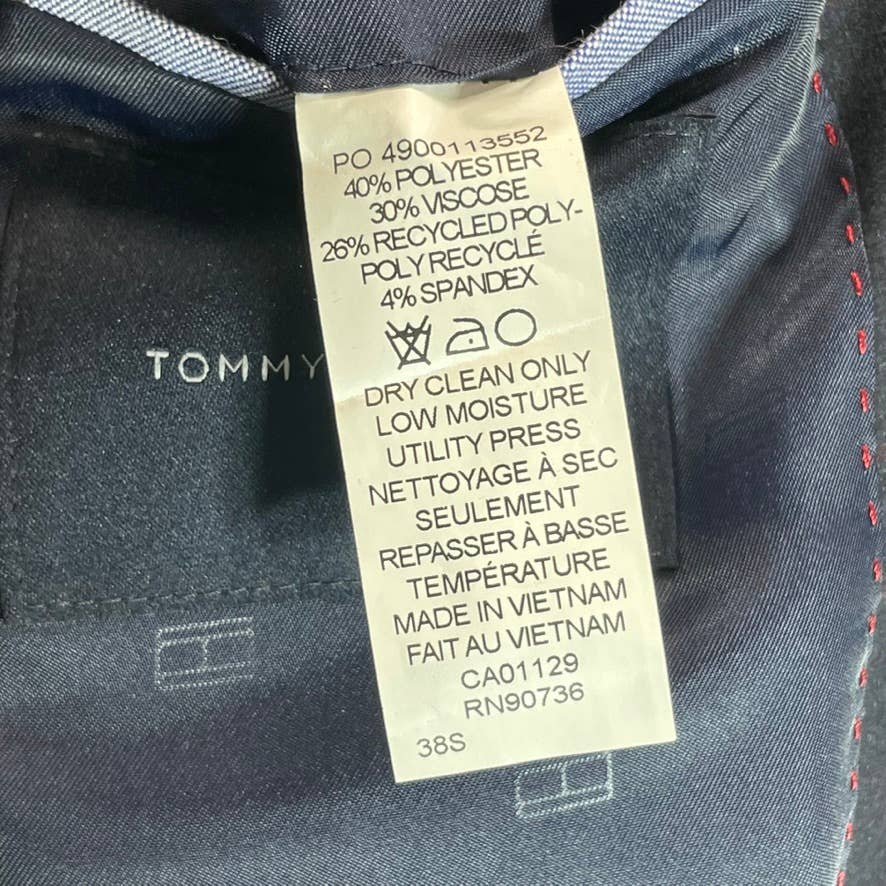 PO 4900113552
40% POLYESTER
30% VISCOSE
26% RECYCLED POLY-
POLY RECYCLÉ
4% SPANDEX
TOMMY
DRY CLEAN ONLY
LOW MOISTURE
UTILITY PRESS
NETTOYAGE À SEC
SEULEMENT
REPASSER À BASSE
TEMPÉRATURE
MADE IN VIETNAM
FAIT AU VIETNAM
CA01129
RN90736
38S